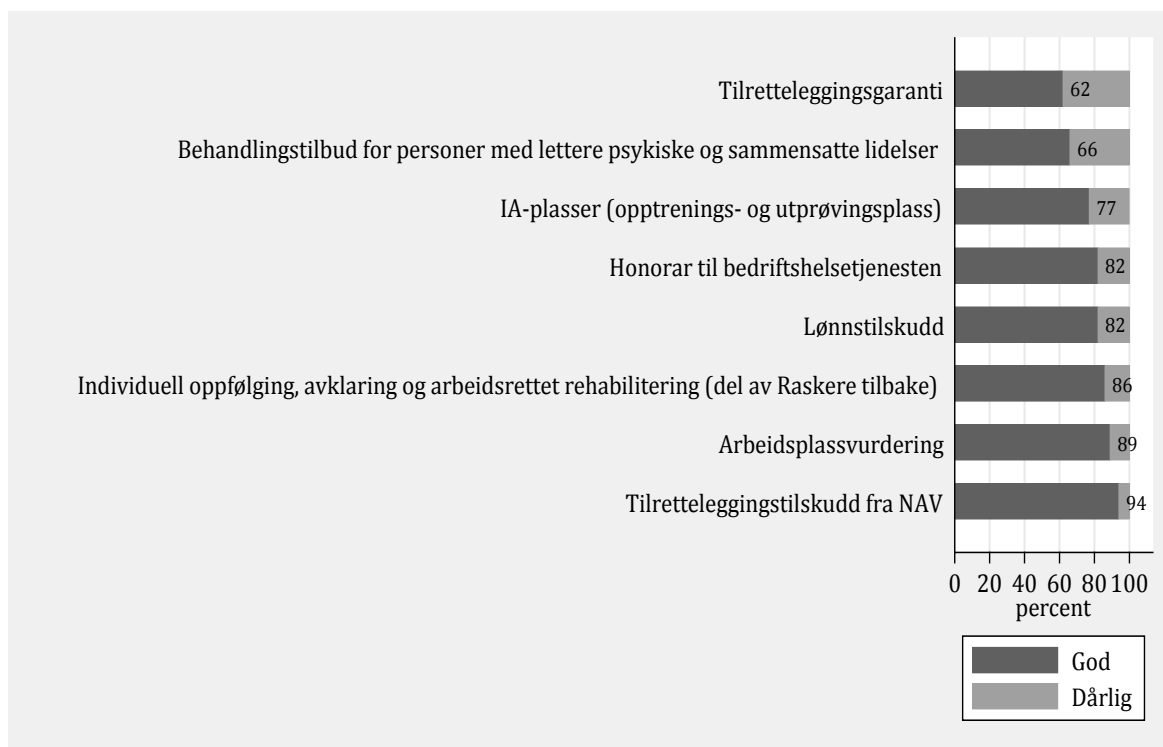 Tilretteleggingsgaranti 62
Behandlingstilbud for personer med lettere psykiske og sammensatte lidelser 66
IA-plasser (opptrenings- og utprøvingsplass) 77
Honorar til bedriftshelsetjenesten 82
Lønnstilskudd 82
Individuell oppfølging, avklaring og arbeidsrettet rehabilitering (del av Raskere tilbake) 86
Arbeidsplassvurdering 89
Tilretteleggingstilskudd fra NAV 94
0 20 40 60 80 100
percent
God
Dårlig